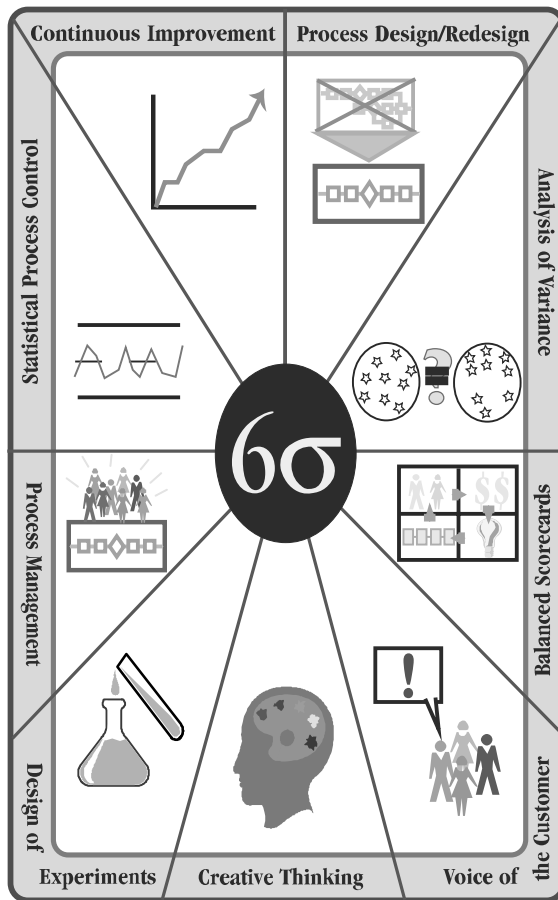 Continuous Improvement
Process Design/Redesign
Statistical Process Control
Analysis of Variance
?
6σ
Process Management
Balanced Scorecards
$$
!
Design of
Experiments
Creative Thinking
Voice of
the Customer